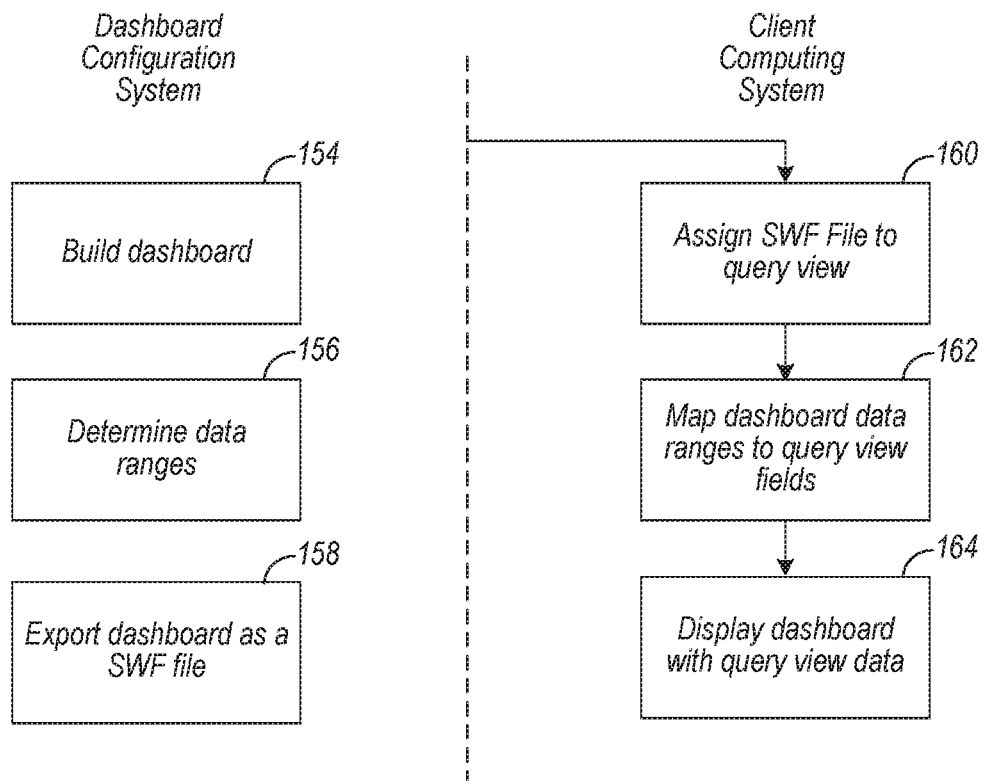 Dashboard
Configuration
System
154
Build dashboard
156
Determine data
ranges
158
Export dashboard as a
SWF file
Client
Computing
System
160
Assign SWF File to
query view
162
Map dashboard data
ranges to query view
fields
164
Display dashboard
with query view data